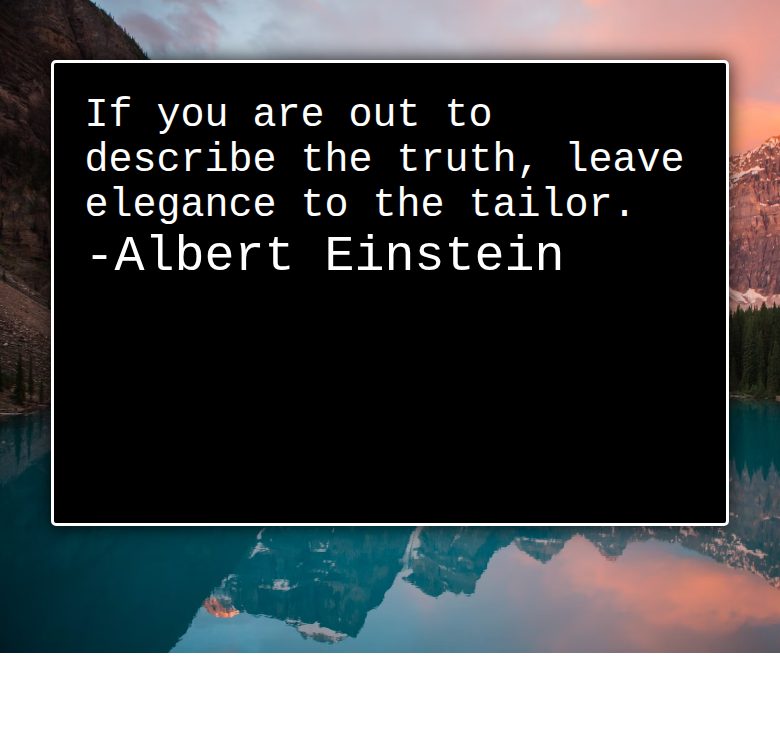 If you are out to
describe the truth, leave
elegance to the tailor.
-Albert Einstein